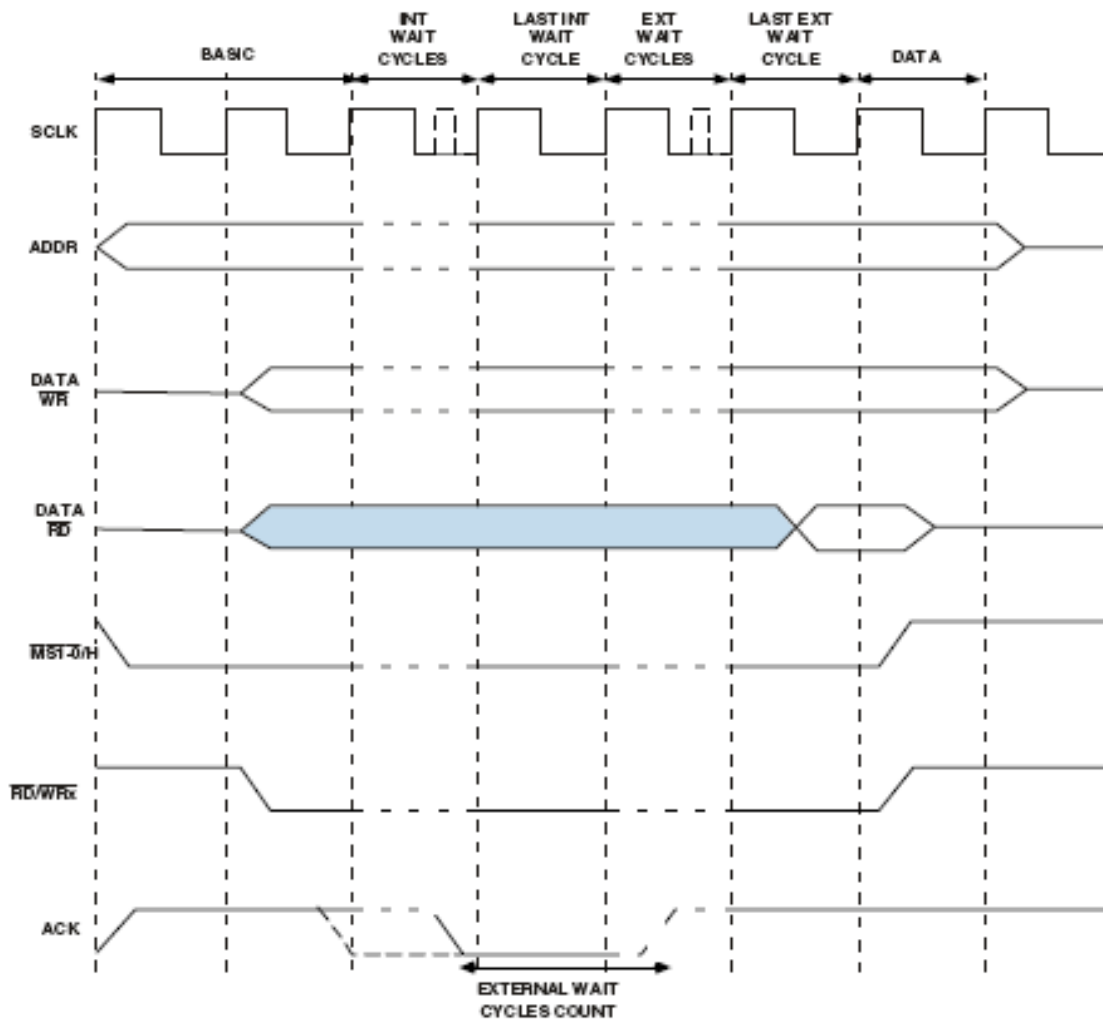 INT
WAIT
CYCLES
LAST INT
WAIT
CYCLE
EXT
WAIT
CYCLES
LAST EXT
WAIT
CYCLE
BASIC
DATA
SCLK
ADDR
DATA
WR
DATA
RD
MS1-0/H
RD/WRx
ACK
EXTERNAL WAIT
CYCLES COUNT